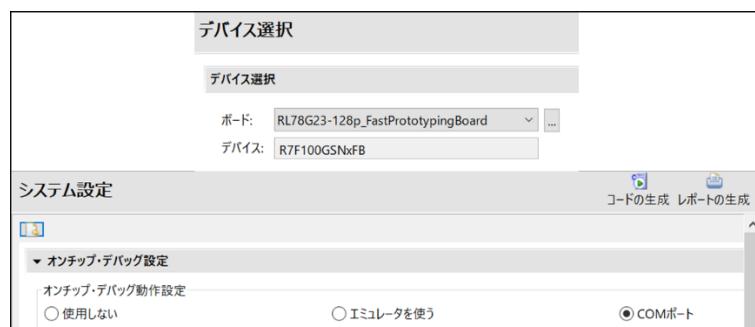 デバイス選択
デバイス選択
ボード: RL78G23-128p_FastPrototypingBoard ...
デバイス: R7F100GSNxFB
システム設定
コードの生成 レポートの生成
オンチップ・デバッグ設定
オンチップ・デバッグ動作設定
使用しない エミュレータを使う COMポート